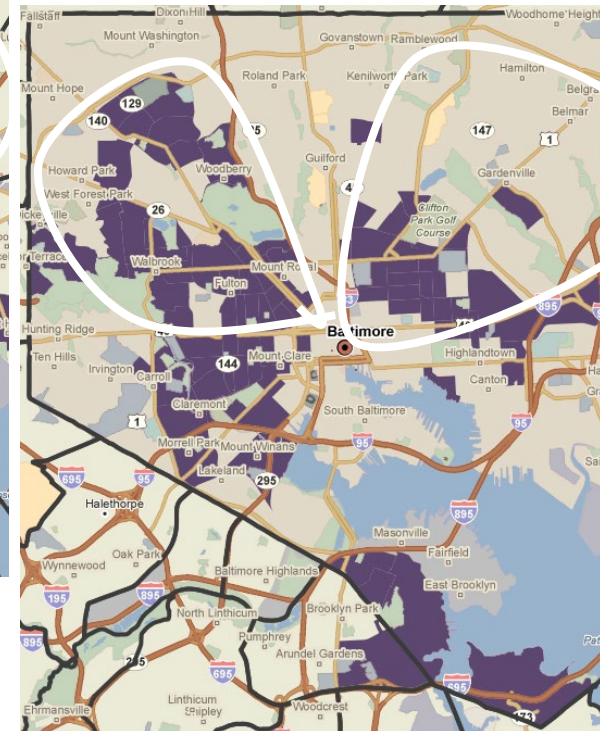 Fallstaff
Dixon Hill
Woodhome Height
Mount Washington
Govanstown
Ramblewood
Roland Park
Kenilworth Park
Hamilton
Mount Hope
Belgra
129
Belmar
140
147
1
Guilford
Gardenville
Howard Park
Woodberry
West Forest Park
26
Clifton
Park Golf
Course
Walbrook
Mount Royal
Fulton
895
Hunting Ridge
Baltimore
Ten Hills
Mount Clare
Highlandtown
Irvington
144
Carroll
Canton
Claremont
South Baltimore
1
95
Morrell Park
Mount Winans
95
Lakeland
695
95
295
Halethorpe
895
Masonville
Oak Park
Fairfield
Wynnewood
Baltimore Highlands
East Brooklyn
195
895
North Linthicum
Brooklyn Park
895
Pumphrey
Arundel Gardens
695
695
Linthicum
Shipley
Woodcrest
Ehrmansville
173